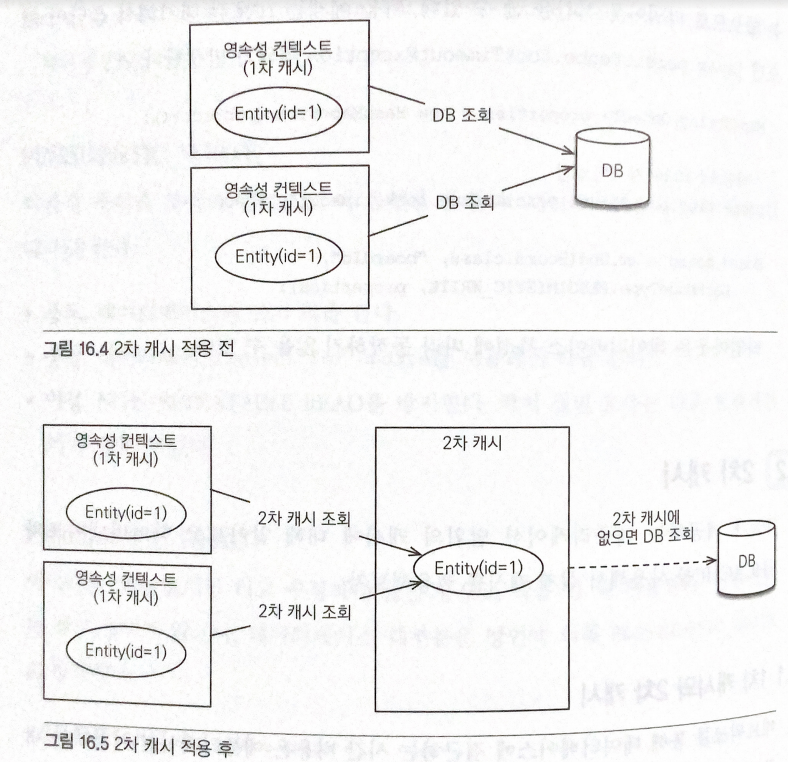 영속성 컨텍스트
(1차 캐시)
Entity(id=1)
DB 조회
영속성 컨텍스트
(1차 캐시)
Entity(id=1)
DB 조회
DB
그림 16.4 2차 캐시 적용 전
영속성 컨텍스트
(1차 캐시)
Entity(id=1)
2차 캐시 조회
영속성 컨텍스트
(1차 캐시)
Entity(id=1)
2차 캐시 조회
2차 캐시
Entity(id=1)
2차 캐시에
없으면 DB 조회
DB
그림 16.5 2차 캐시 적용 후